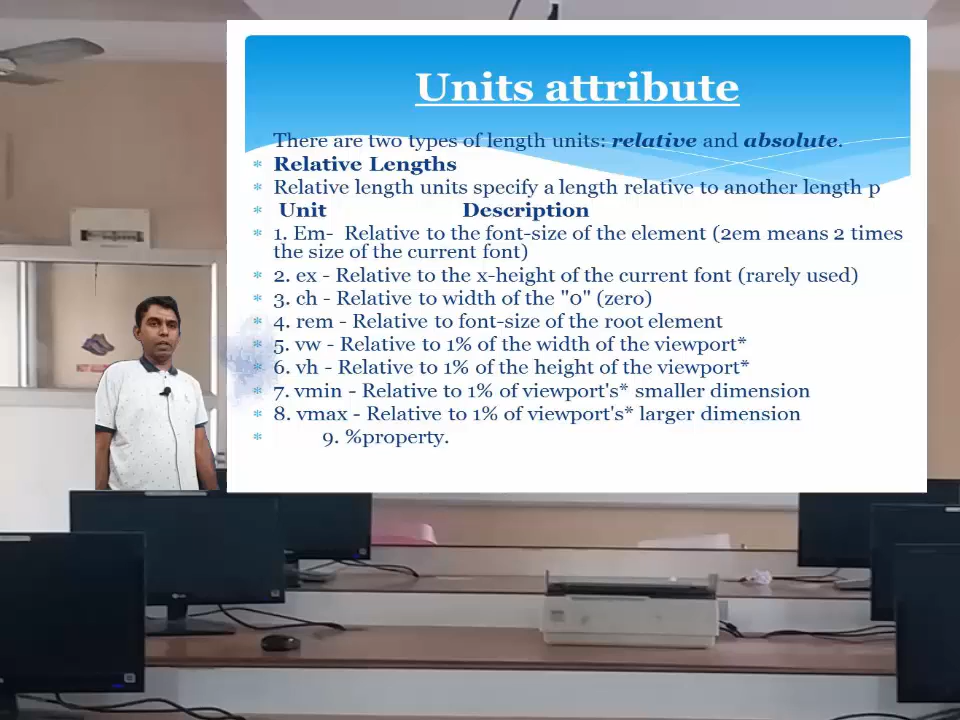 Units attribute
There are two types of length units: relative and absolute.
* Relative Lengths
* Relative length units specify a length relative to another length p
* Unit Description
* 1. Em- Relative to the font-size of the element (2em means 2 times
the size of the current font)
* 2. ex - Relative to the x-height of the current font (rarely used)
* 3. ch - Relative to width of the "0" (zero)
* 4. rem - Relative to font-size of the root element
* 5. vw - Relative to 1% of the width of the viewport*
* 6. vh - Relative to 1% of the height of the viewport*
* 7. vmin - Relative to 1% of viewport's* smaller dimension
* 8. vmax - Relative to 1% of viewport's* larger dimension
* 9. %property.